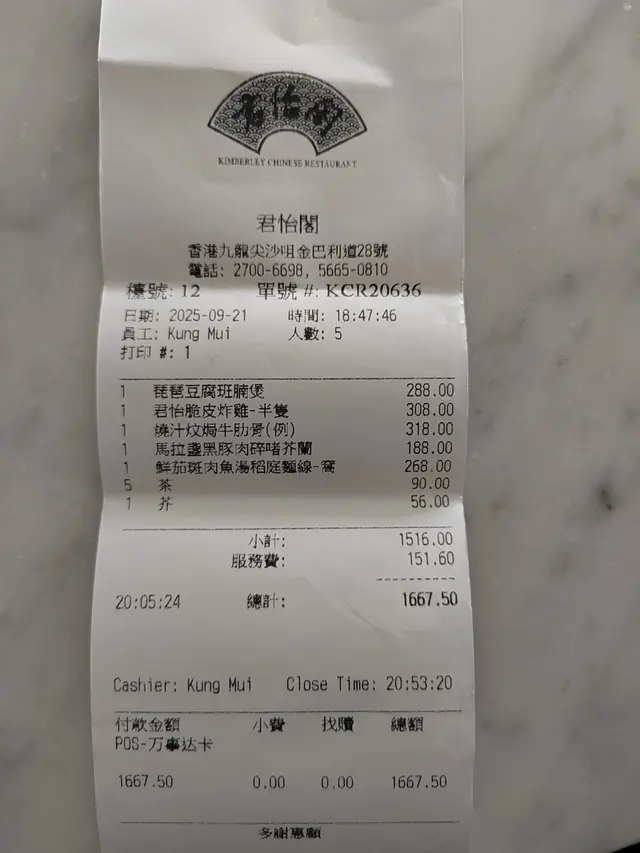 君怡閣
KIMBERLEY CHINESE RESTAURANT
君怡閣
香港九龍尖沙咀金巴利道28號
電話: 2700-6698, 5665-0810
檯號: 12 單號 #: KCR20636
日期: 2025-09-21 時間: 18:47:46
員工: Kung Mui 人數: 5
打印 #: 1
1 琵琶豆腐班腩煲 288.00
1 君怡脆皮炸雞-半隻 308.00
1 燒汁炆焗牛肋骨(例) 318.00
1 馬拉盞黑豚肉碎啫芥蘭 188.00
1 鮮茄斑肉魚湯稻庭麵線-窩 268.00
5 茶 90.00
1 芥 56.00
小計: 1516.00
服務費: 151.60
20:05:24 總計: 1667.50
Cashier: Kung Mui Close Time: 20:53:20
付款金額 小費 找贖 總額
POS-万事达卡
1667.50 0.00 0.00 1667.50
多謝惠顧